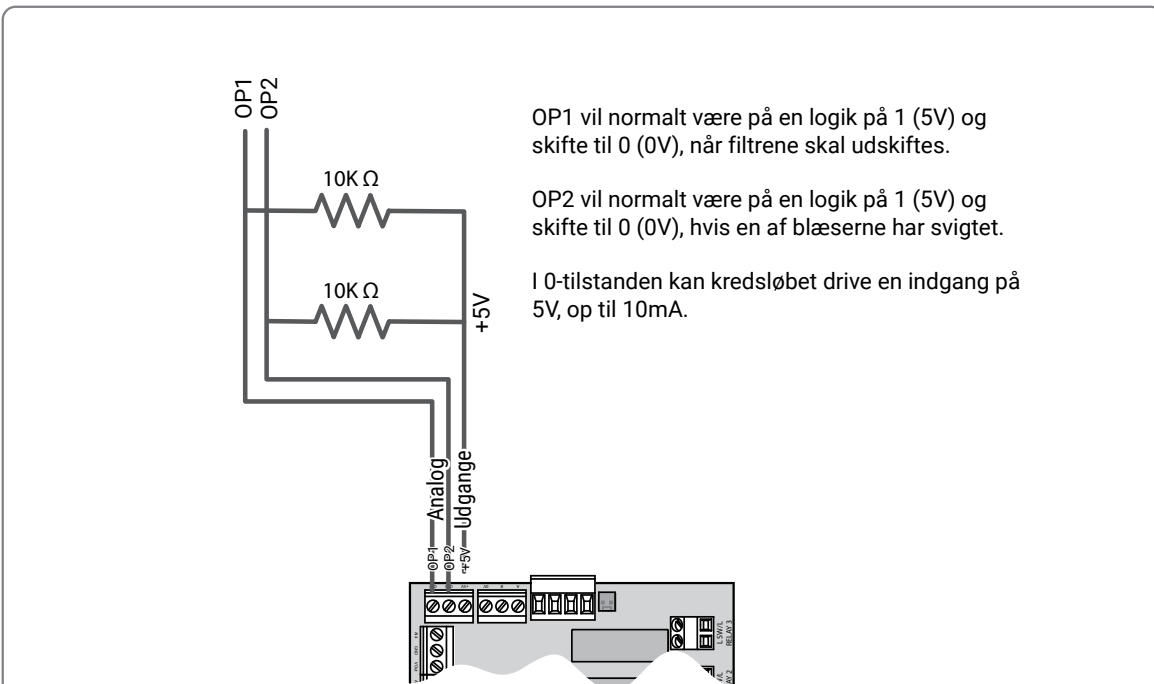 OP1
OP2
10K Ω
10K Ω
+5V
OP1 vil normalt være på en logik på 1 (5V) og
skifte til 0 (0V), når filtrene skal udskiftes.
OP2 vil normalt være på en logik på 1 (5V) og
skifte til 0 (0V), hvis en af blæserne har svigtet.
I 0-tilstanden kan kredsløbet drive en indgang på
5V, op til 10mA.
Analog
Udgange
OP1
OP2
+5V
L SW/L
RELAY 3